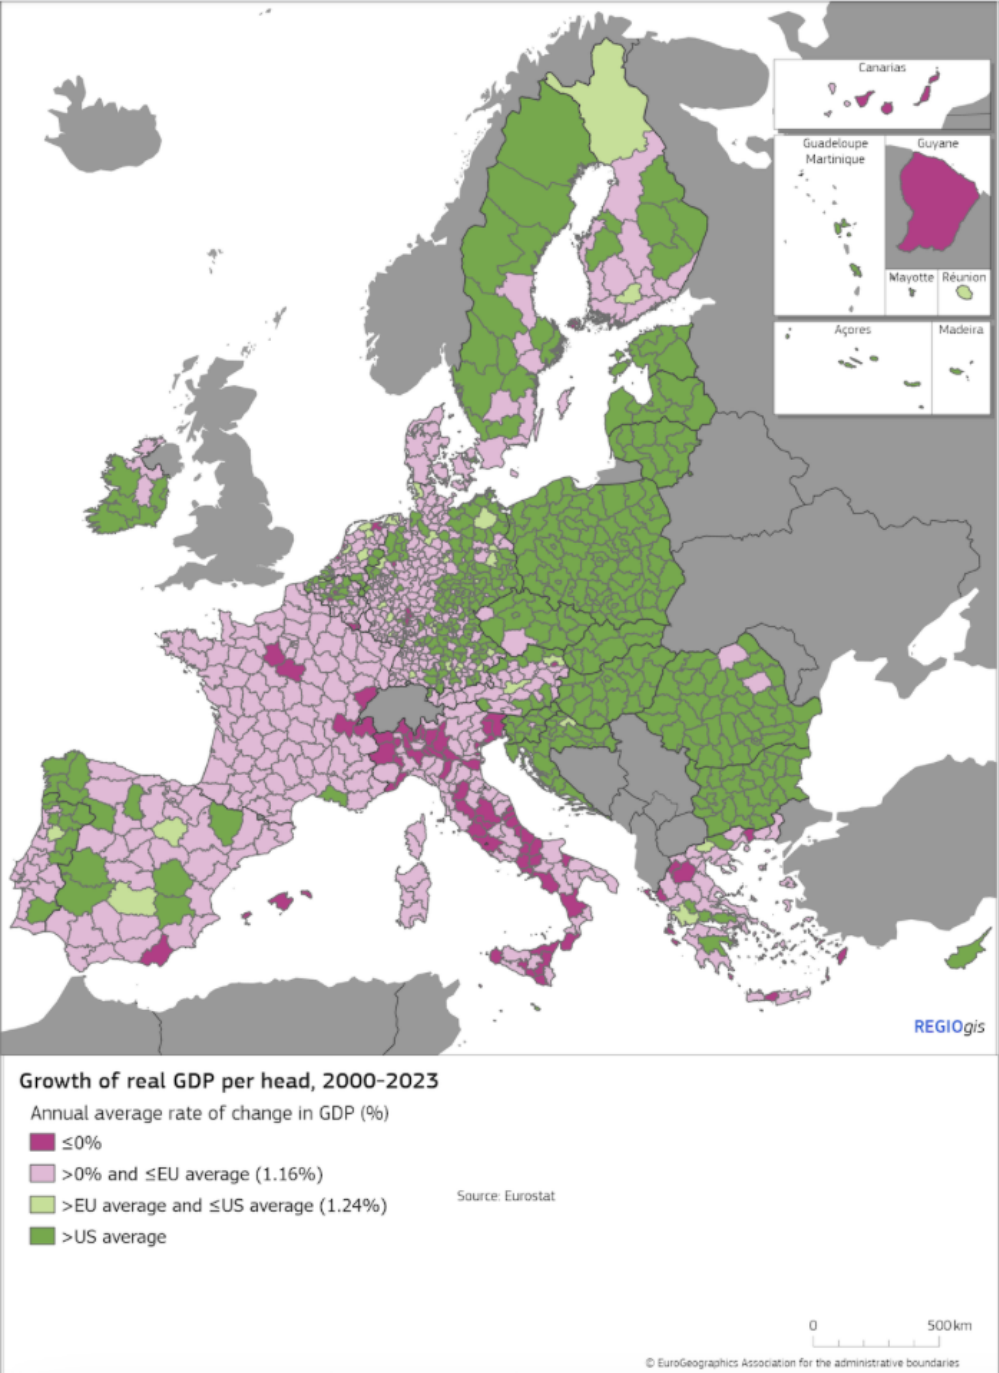 Canarias
Guadeloupe
Martinique
Guyane
Mayotte
Réunion
Açores
Madeira
REGIOgis
Growth of real GDP per head, 2000-2023
Annual average rate of change in GDP (%)
≤0%
>0% and ≤EU average (1.16%)
>EU average and ≤US average (1.24%)
>US average
Source: Eurostat
0 500 km
© EuroGeographics Association for the administrative boundaries